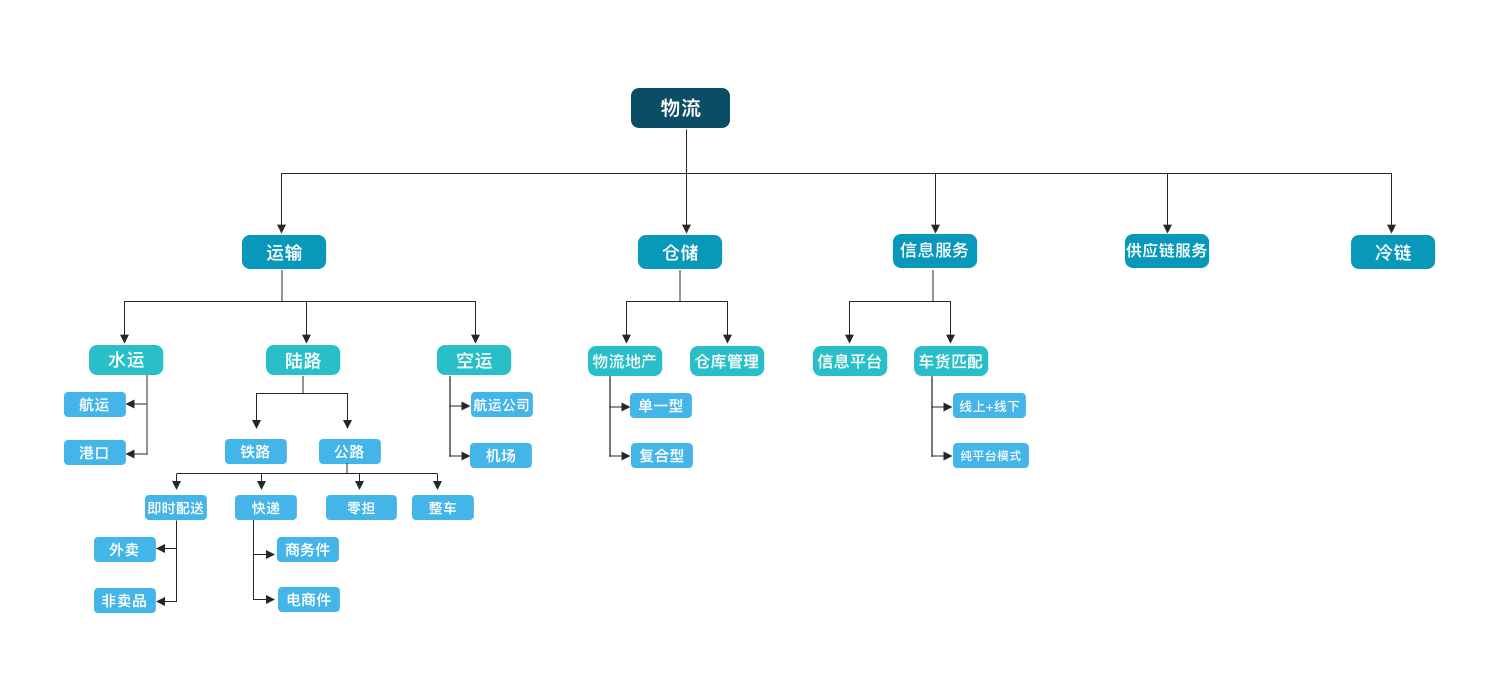 物流
运输
仓储
信息服务
供应链服务
冷链
水运
陆路
空运
物流地产
仓库管理
信息平台
车货匹配
航运
港口
铁路
公路
航运公司
机场
单一型
复合型
线上+线下
纯平台模式
即时配送
快递
零担
整车
外卖
非卖品
商务件
电商件